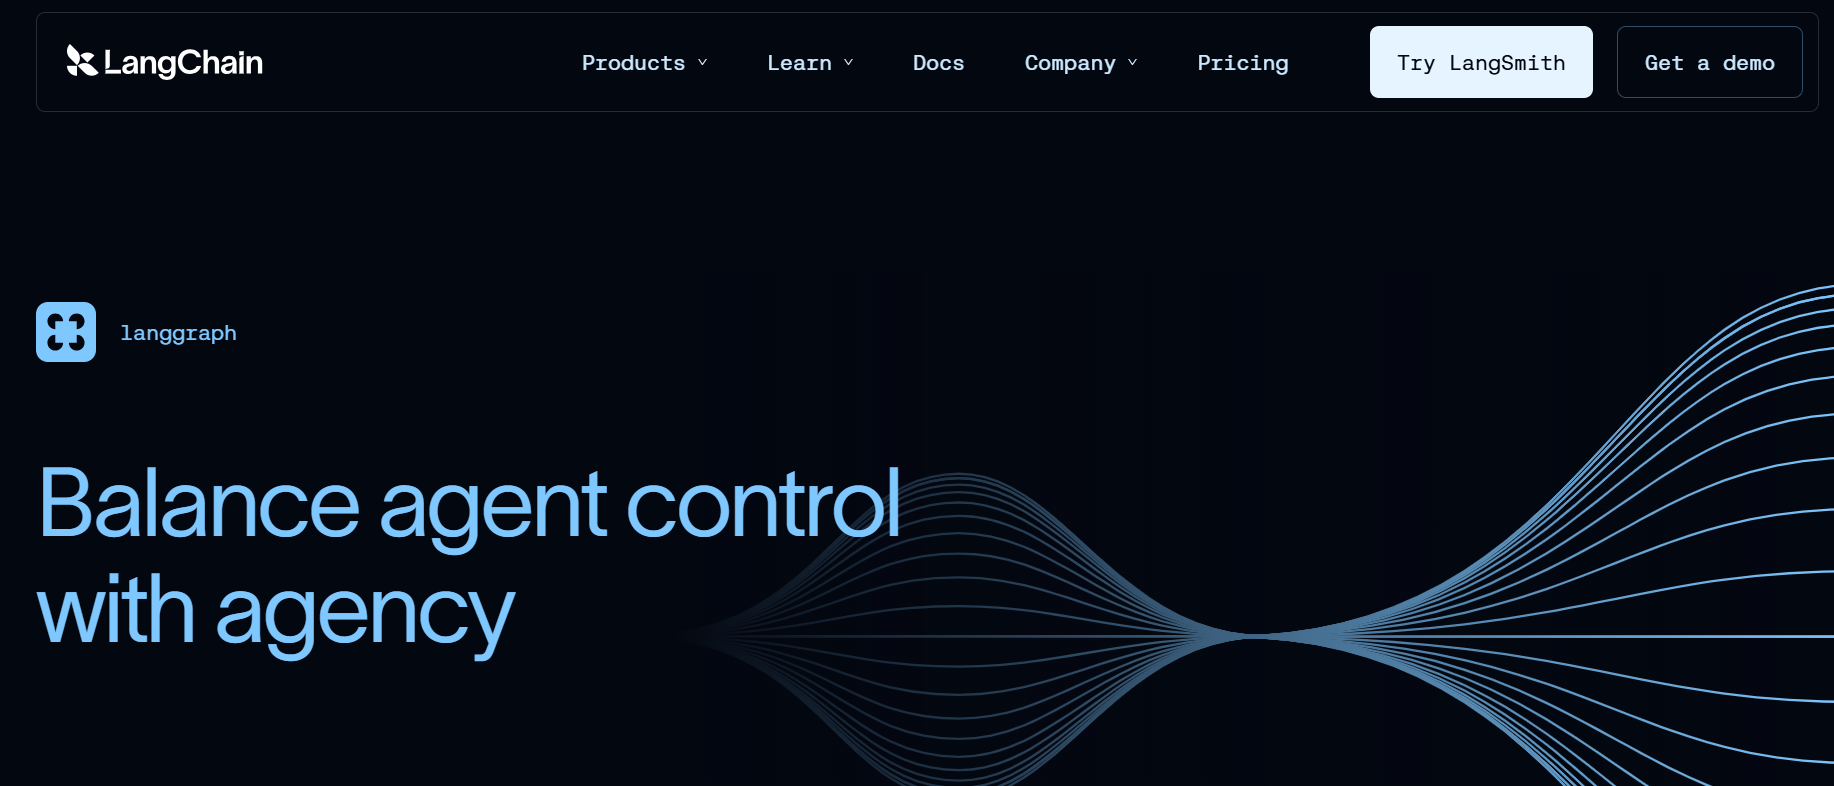 LangChain
Products
Learn
Docs
Company
Pricing
Try LangSmith
Get a demo
langgraph
Balance agent control
with agency